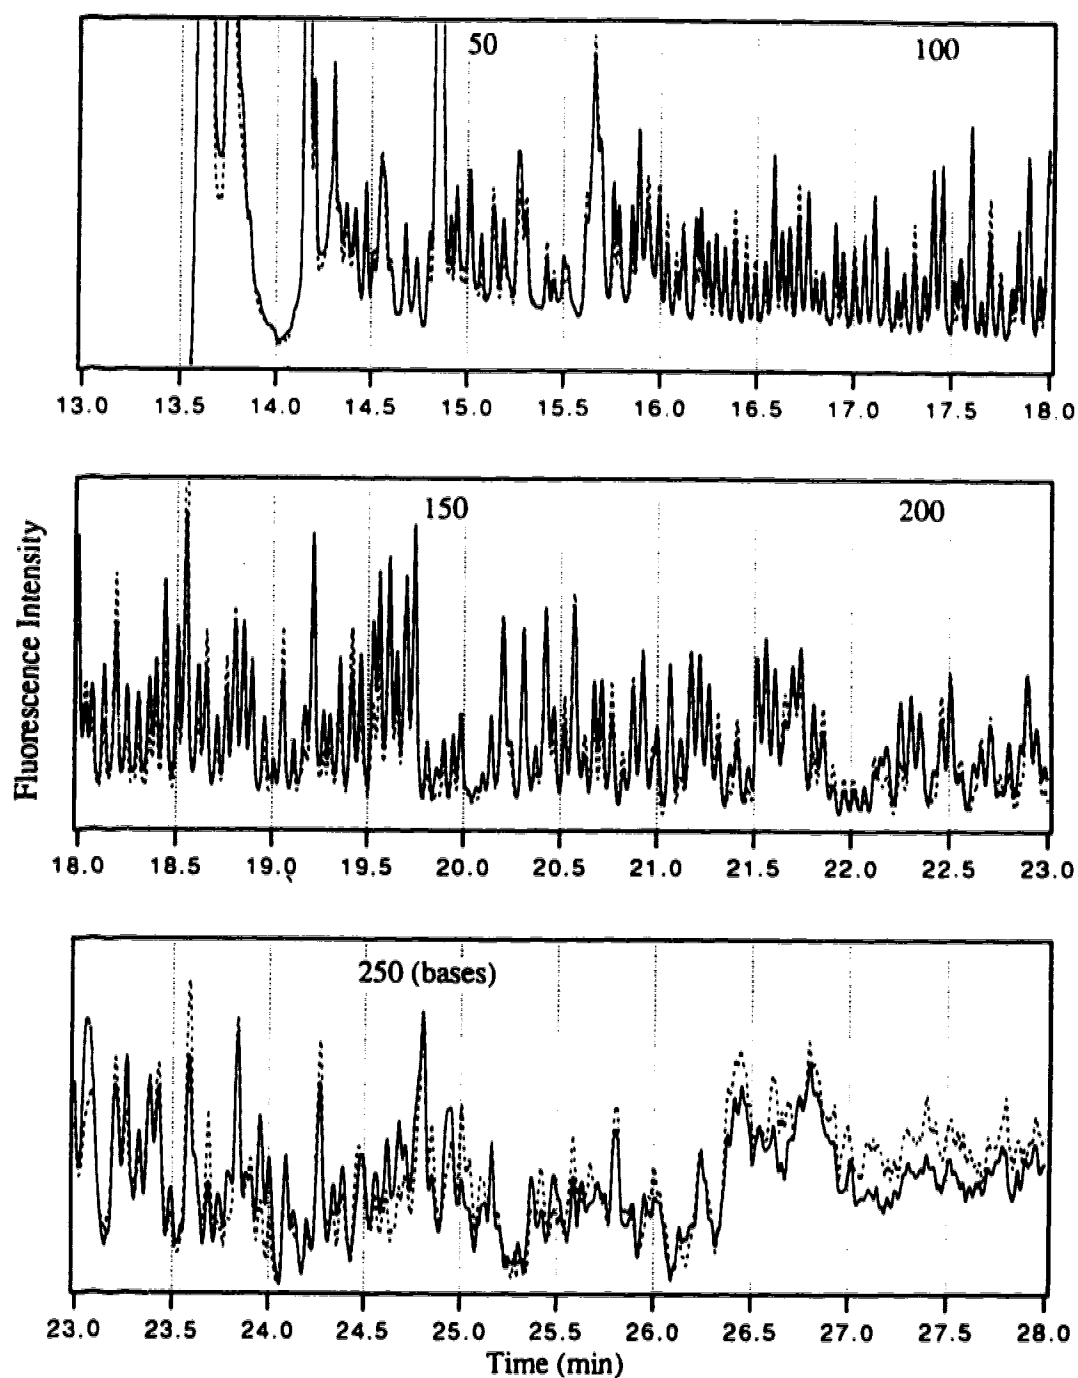 50 100
13.0 13.5 14.0 14.5 15.0 15.5 16.0 16.5 17.0 17.5 18.0
150 200
18.0 18.5 19.0 19.5 20.0 20.5 21.0 21.5 22.0 22.5 23.0
Fluorescence Intensity
250 (bases)
23.0 23.5 24.0 24.5 25.0 25.5 26.0 26.5 27.0 27.5 28.0
Time (min)